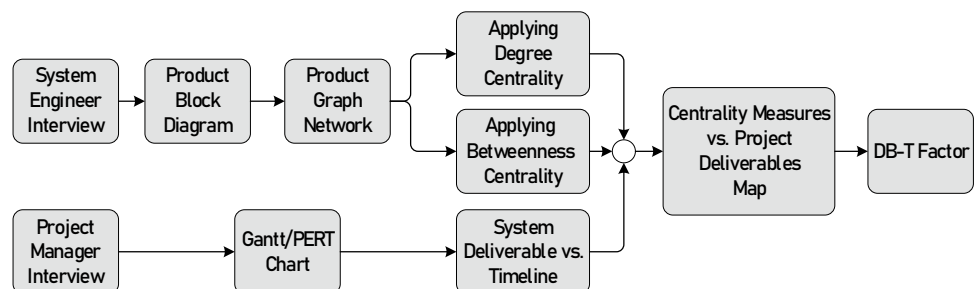 System
Engineer
Interview
Product
Block
Diagram
Product
Graph
Network
Applying
Degree
Centrality
Applying
Betweenness
Centrality
Centrality Measures
vs. Project
Deliverables
Map
DB-T Factor
Project
Manager
Interview
Gantt/PERT
Chart
System
Deliverable vs.
Timeline